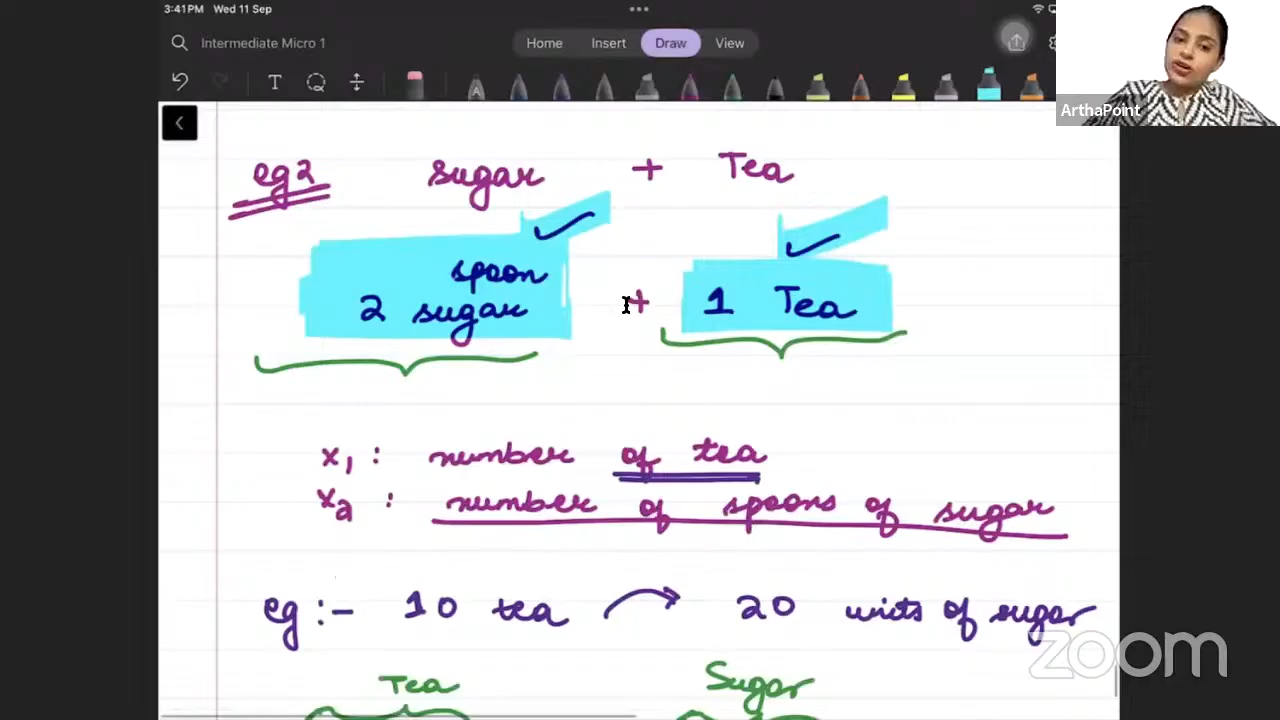 3:41PM Wed 11 Sep
Intermediate Micro 1
Home Insert Draw View
T
A
ArthaPoint
eg2 sugar + Tea
spoon
2 sugar + 1 Tea
x1 : number of tea
x2 : number of spoons of sugar
eg :- 10 tea 20 units of sugar
zoom
Tea Sugar